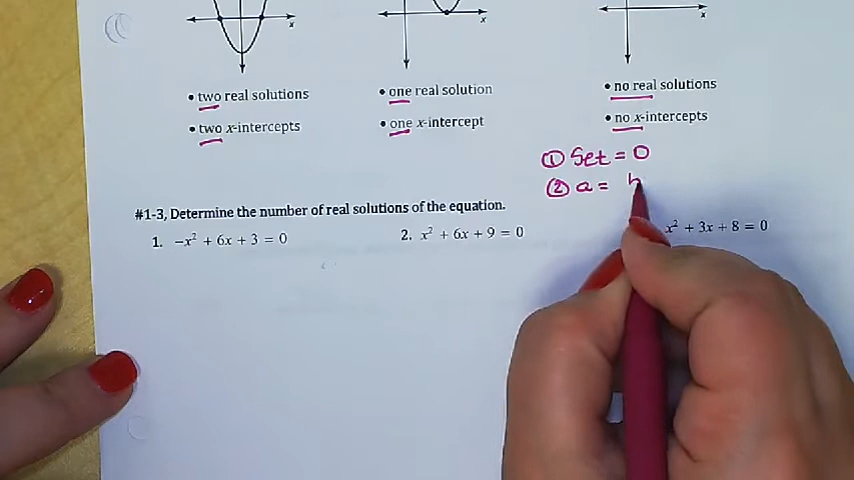 x x x
• two real solutions • one real solution • no real solutions
• two x-intercepts • one x-intercept • no x-intercepts
① Set = 0
② a = b
#1-3, Determine the number of real solutions of the equation.
1. −x² + 6x + 3 = 0 2. x² + 6x + 9 = 0 x² + 3x + 8 = 0